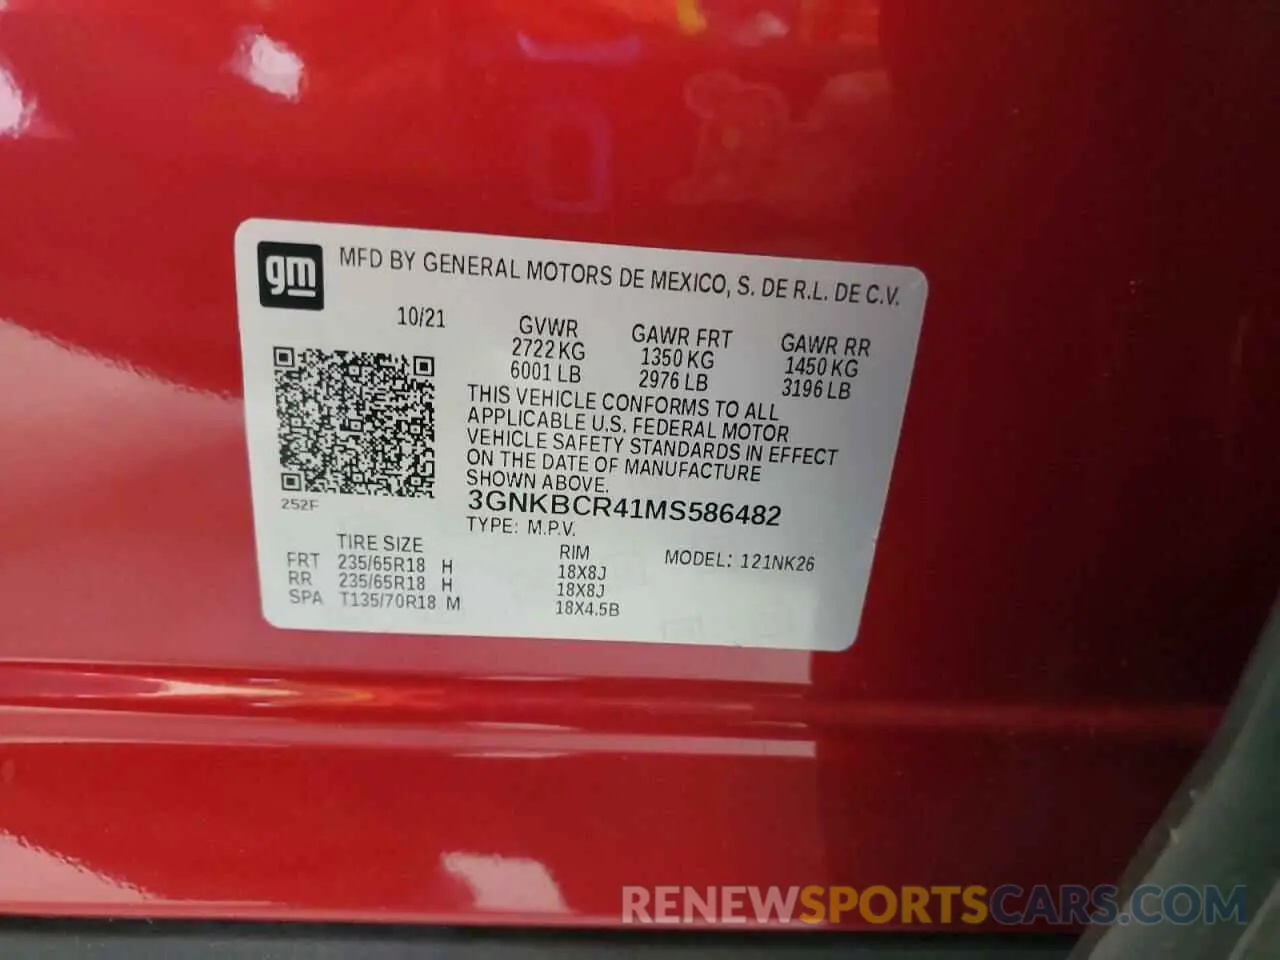 gm
MFD BY GENERAL MOTORS DE MEXICO, S. DE R.L. DE C.V.
10/21
GVWR GAWR FRT GAWR RR
2722 KG 1350 KG 1450 KG
6001 LB 2976 LB 3196 LB
THIS VEHICLE CONFORMS TO ALL
APPLICABLE U.S. FEDERAL MOTOR
VEHICLE SAFETY STANDARDS IN EFFECT
ON THE DATE OF MANUFACTURE
SHOWN ABOVE.
252F
3GNKBCR41MS586482
TYPE: M.P.V.
TIRE SIZE RIM MODEL: 121NK26
FRT 235/65R18 H 18X8J
RR 235/65R18 H 18X8J
SPA T135/70R18 M 18X4.5B
RENEWSPORTSCARS.COM